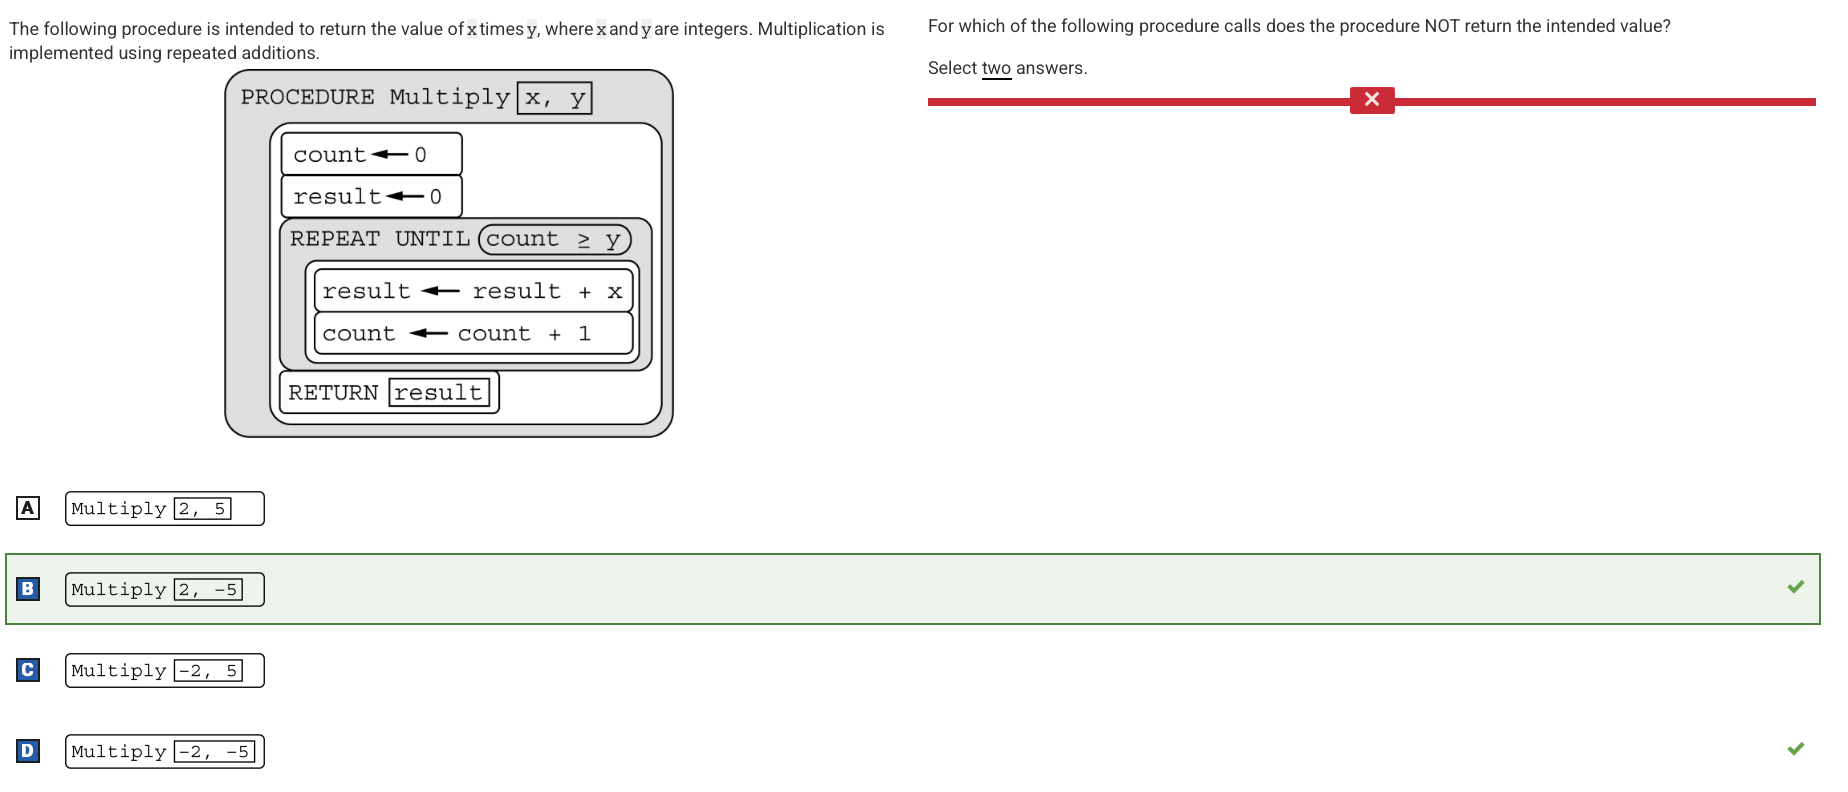 The following procedure is intended to return the value of x times y, where x and y are integers. Multiplication is
implemented using repeated additions.
PROCEDURE Multiply x, y
count ← 0
result ← 0
REPEAT UNTIL count ≥ y
result ← result + x
count ← count + 1
RETURN result
For which of the following procedure calls does the procedure NOT return the intended value?
Select two answers.
A Multiply 2, 5
B Multiply 2, -5
C Multiply -2, 5
D Multiply -2, -5